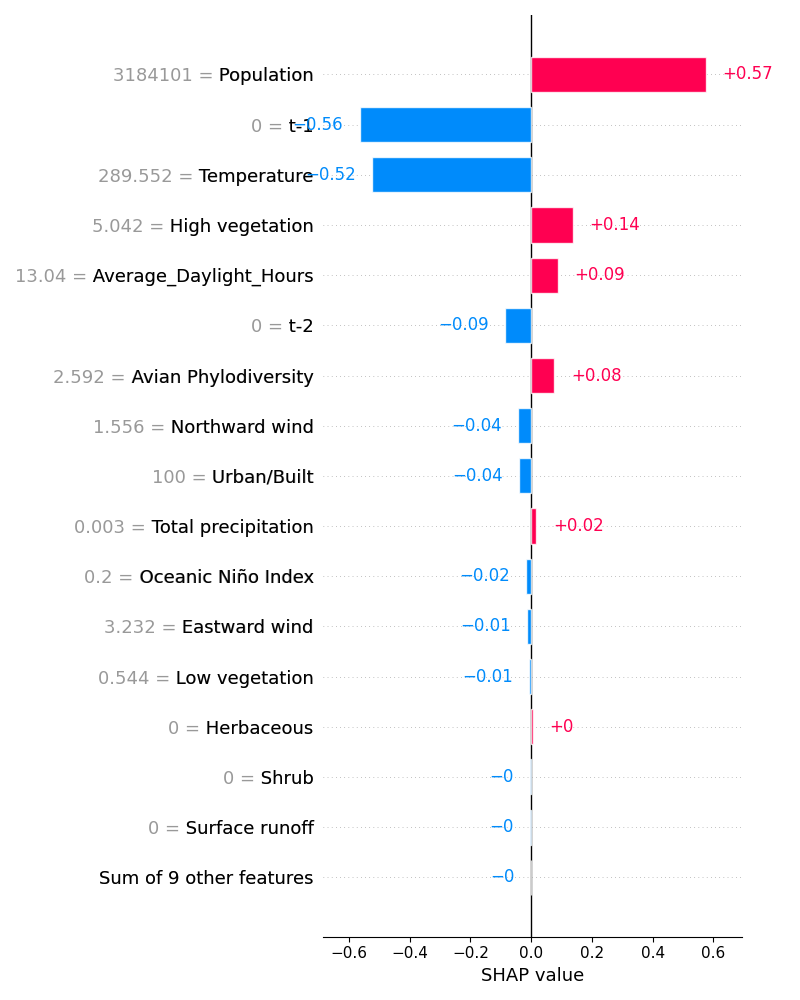 3184101 = Population +0.57
0 = t-1 −0.56
289.552 = Temperature −0.52
5.042 = High vegetation +0.14
13.04 = Average_Daylight_Hours +0.09
0 = t-2 −0.09
2.592 = Avian Phylodiversity +0.08
1.556 = Northward wind −0.04
100 = Urban/Built −0.04
0.003 = Total precipitation +0.02
0.2 = Oceanic Niño Index −0.02
3.232 = Eastward wind −0.01
0.544 = Low vegetation −0.01
0 = Herbaceous +0
0 = Shrub −0
0 = Surface runoff −0
Sum of 9 other features −0
−0.6 −0.4 −0.2 0.0 0.2 0.4 0.6
SHAP value